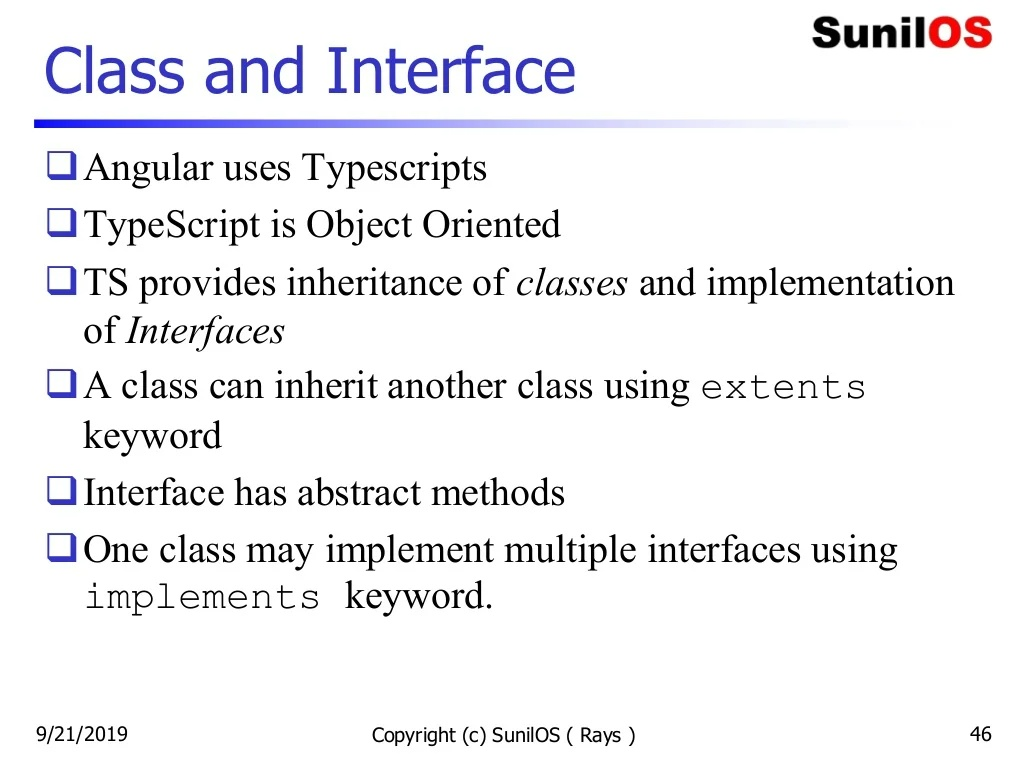 SunilOS
Class and Interface
Angular uses Typescripts
TypeScript is Object Oriented
TS provides inheritance of classes and implementation
of Interfaces
A class can inherit another class using extents
keyword
Interface has abstract methods
One class may implement multiple interfaces using
implements keyword.
9/21/2019
Copyright (c) SunilOS ( Rays )
46